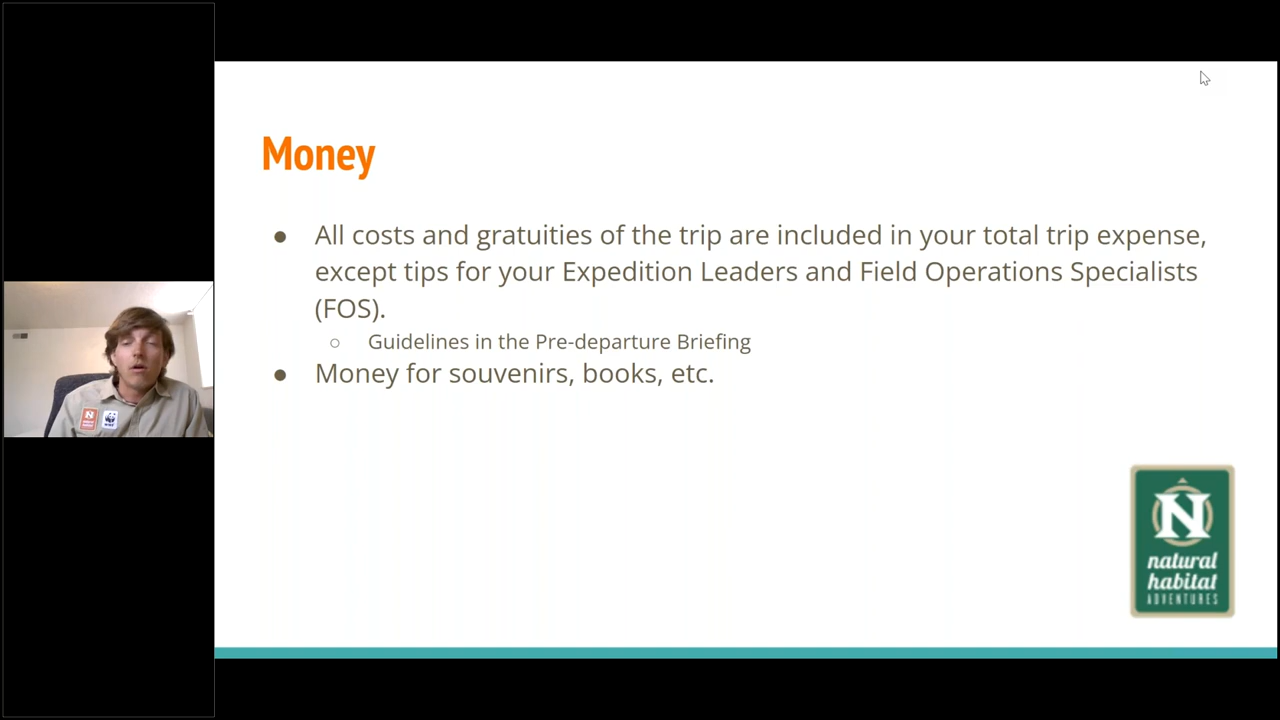 Money
● All costs and gratuities of the trip are included in your total trip expense,
except tips for your Expedition Leaders and Field Operations Specialists
(FOS).
○ Guidelines in the Pre-departure Briefing
● Money for souvenirs, books, etc.
N
natural
habitat
ADVENTURES
N
WWF